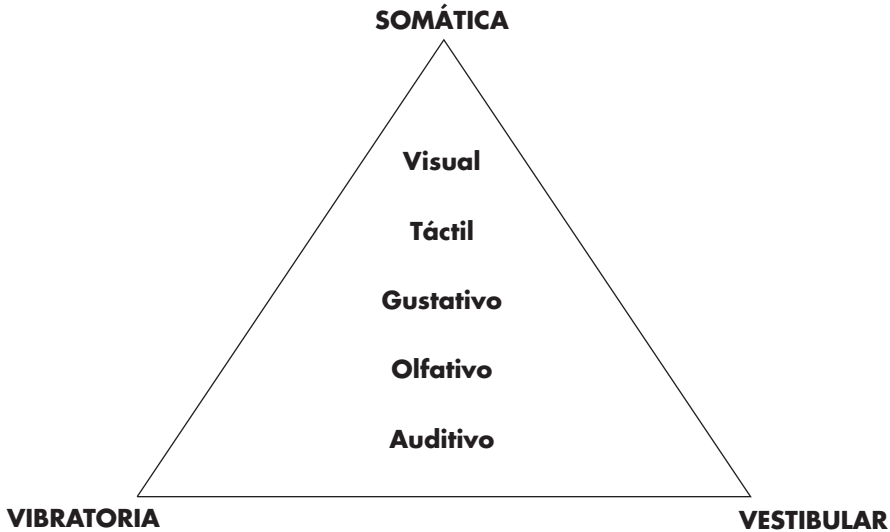 SOMÁTICA
Visual
Táctil
Gustativo
Olfativo
Auditivo
VIBRATORIA
VESTIBULAR